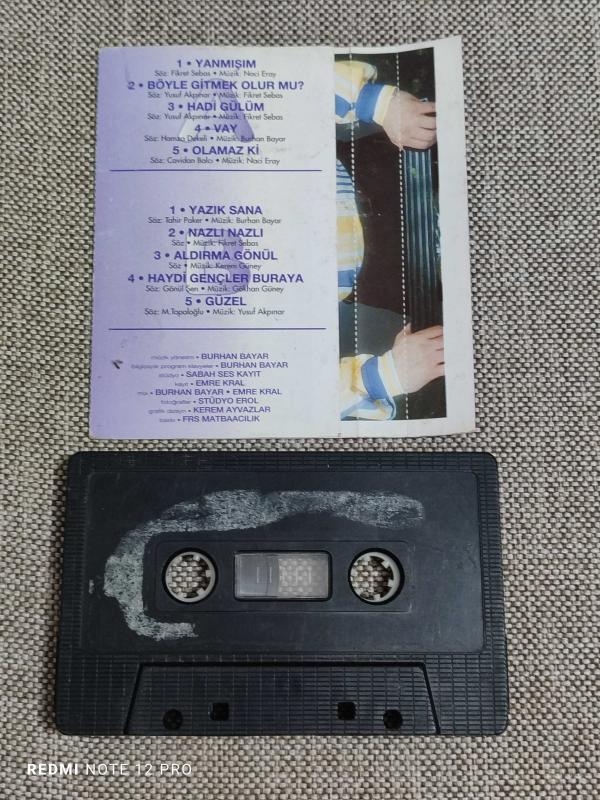 1 • YANMIŞIM
Söz: Fikret Sebas • Müzik: Naci Eray
2 • BÖYLE GİTMEK OLUR MU?
Söz: Yusuf Akpınar • Müzik: Fikret Sebas
3 • HADİ GÜLÜM
Söz: Yusuf Akpınar • Müzik: Fikret Sebas
4 • VAY
Söz: Hamza Dekeli • Müzik: Burhan Bayar
5 • OLAMAZ Kİ
Söz: Cavidan Balcı • Müzik: Naci Eray
1 • YAZIK SANA
Söz: Tahir Paker • Müzik: Burhan Bayar
2 • NAZLI NAZLI
Söz • Müzik: Fikret Sebas
3 • ALDIRMA GÖNÜL
Söz • Müzik: Kerem Güney
4 • HAYDİ GENÇLER BURAYA
Söz: Gönül Şen • Müzik: Gökhan Güney
5 • GÜZEL
Söz: M.Topaloğlu • Müzik: Yusuf Akpınar
müzik yönetim • BURHAN BAYAR
bilgisayar program klavyeler • BURHAN BAYAR
stüdyo • SABAH SES KAYIT
kayıt • EMRE KRAL
mix • BURHAN BAYAR • EMRE KRAL
fotoğraflar • STÜDYO EROL
grafik dizayn • KEREM AYVAZLAR
baskı • FRS MATBAACILIK
REDMI NOTE 12 PRO